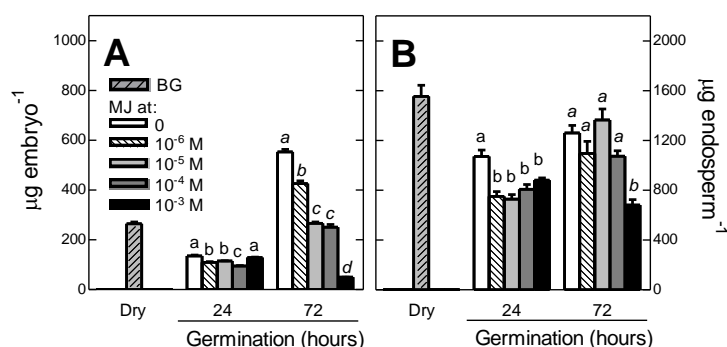 1000
800
600
400
200
0
µg embryo⁻¹
A
BG
MJ at:
0
10⁻⁶ M
10⁻⁵ M
10⁻⁴ M
10⁻³ M
a b b c a
a
b
c c
d
Dry 24 72
Germination (hours)
B
a
b b b b
a a a a
b
Dry 24 72
Germination (hours)
2000
1600
1200
800
400
0
µg endosperm⁻¹